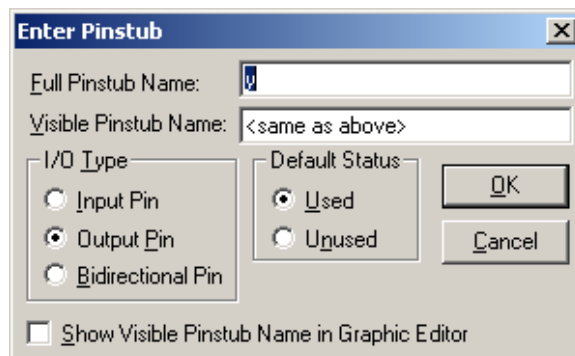 Enter Pinstub
Full Pinstub Name: y
Visible Pinstub Name: <same as above>
I/O Type
Input Pin
Output Pin
Bidirectional Pin
Default Status
Used
Unused
OK
Cancel
Show Visible Pinstub Name in Graphic Editor